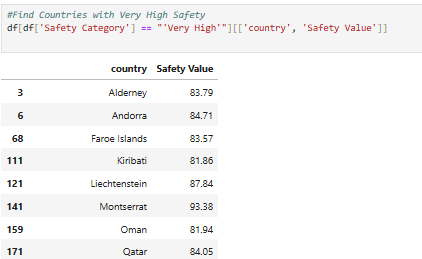 #Find Countries with Very High Safety
df[df['Safety Category'] == "'Very High'"][['country', 'Safety Value']]
country Safety Value
3 Alderney 83.79
6 Andorra 84.71
68 Faroe Islands 83.57
111 Kiribati 81.86
121 Liechtenstein 87.84
141 Montserrat 93.38
159 Oman 81.94
171 Qatar 84.05